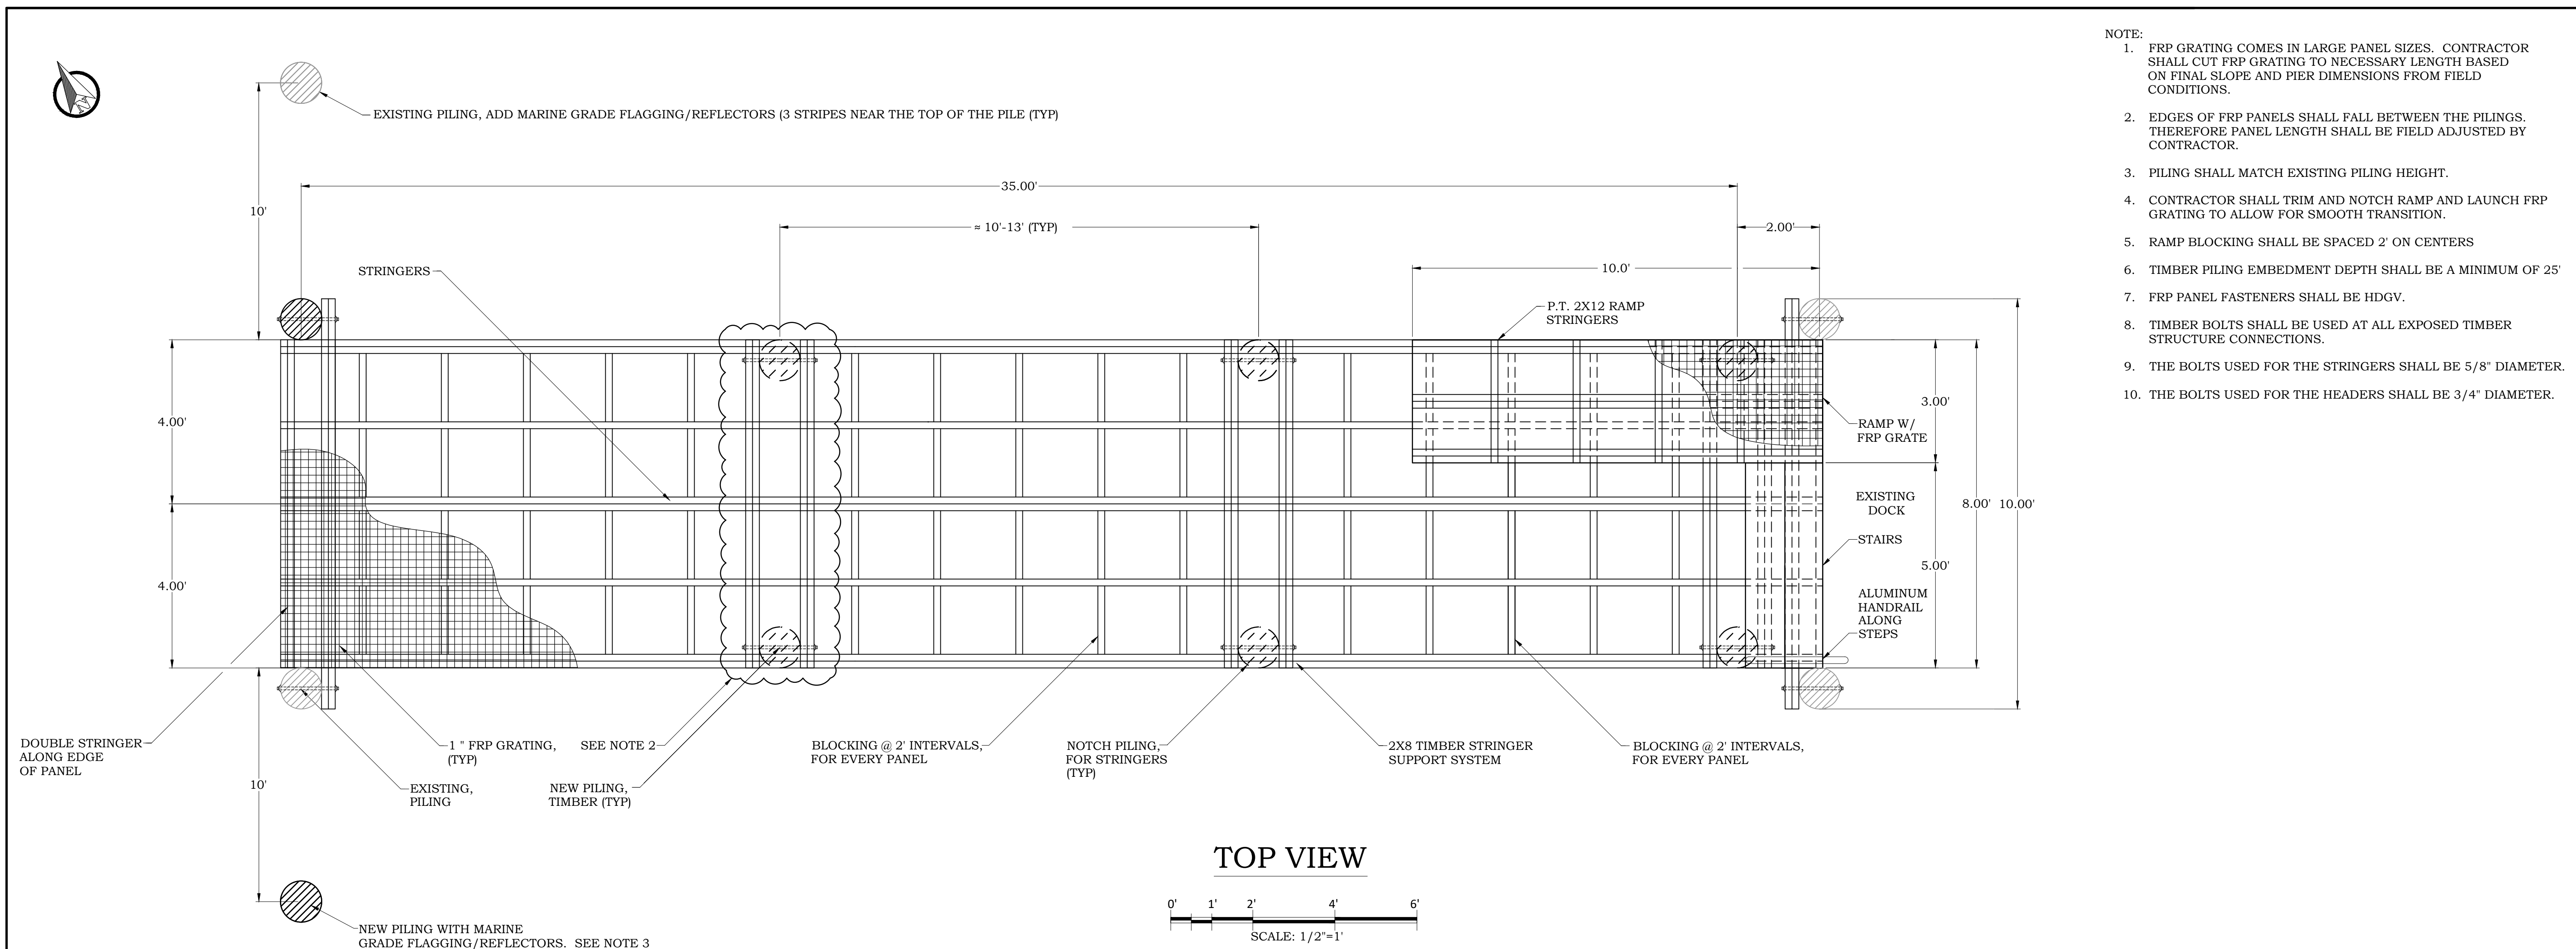 NOTE:
1. FRP GRATING COMES IN LARGE PANEL SIZES. CONTRACTOR
SHALL CUT FRP GRATING TO NECESSARY LENGTH BASED
ON FINAL SLOPE AND PIER DIMENSIONS FROM FIELD
CONDITIONS.
2. EDGES OF FRP PANELS SHALL FALL BETWEEN THE PILINGS.
THEREFORE PANEL LENGTH SHALL BE FIELD ADJUSTED BY
CONTRACTOR.
3. PILING SHALL MATCH EXISTING PILING HEIGHT.
4. CONTRACTOR SHALL TRIM AND NOTCH RAMP AND LAUNCH FRP
GRATING TO ALLOW FOR SMOOTH TRANSITION.
5. RAMP BLOCKING SHALL BE SPACED 2' ON CENTERS
6. TIMBER PILING EMBEDMENT DEPTH SHALL BE A MINIMUM OF 25'
7. FRP PANEL FASTENERS SHALL BE HDGV.
8. TIMBER BOLTS SHALL BE USED AT ALL EXPOSED TIMBER
STRUCTURE CONNECTIONS.
9. THE BOLTS USED FOR THE STRINGERS SHALL BE 5/8" DIAMETER.
10. THE BOLTS USED FOR THE HEADERS SHALL BE 3/4" DIAMETER.
EXISTING PILING, ADD MARINE GRADE FLAGGING/REFLECTORS (3 STRIPES NEAR THE TOP OF THE PILE (TYP)
35.00'
10'
≈ 10'-13' (TYP)
2.00'
STRINGERS
10.0'
P.T. 2X12 RAMP
STRINGERS
3.00'
4.00'
RAMP W/
FRP GRATE
EXISTING
DOCK
8.00'
10.00'
STAIRS
5.00'
4.00'
ALUMINUM
HANDRAIL
ALONG
STEPS
DOUBLE STRINGER
ALONG EDGE
OF PANEL
1 " FRP GRATING,
(TYP)
SEE NOTE 2
BLOCKING @ 2' INTERVALS,
FOR EVERY PANEL
NOTCH PILING,
FOR STRINGERS
(TYP)
2X8 TIMBER STRINGER
SUPPORT SYSTEM
BLOCKING @ 2' INTERVALS,
FOR EVERY PANEL
10'
EXISTING,
PILING
NEW PILING,
TIMBER (TYP)
TOP VIEW
0' 1' 2' 4' 6'
SCALE: 1/2"=1'
NEW PILING WITH MARINE
GRADE FLAGGING/REFLECTORS. SEE NOTE 3